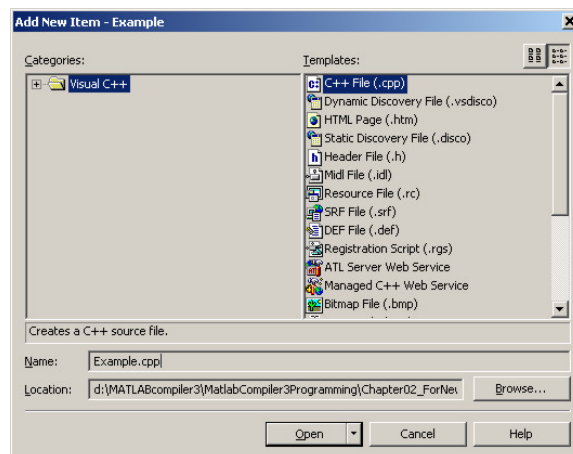 Add New Item - Example
Categories:
Templates:
Visual C++
C++ File (.cpp)
Dynamic Discovery File (.vsdisco)
HTML Page (.htm)
Static Discovery File (.disco)
Header File (.h)
Midl File (.idl)
Resource File (.rc)
SRF File (.srf)
DEF File (.def)
Registration Script (.rgs)
ATL Server Web Service
Managed C++ Web Service
Bitmap File (.bmp)
Creates a C++ source file.
Name:
Example.cpp
Location:
d:\MATLABcompiler3\MatlabCompiler3Programming\Chapter02_ForNev
Browse...
Open
Cancel
Help